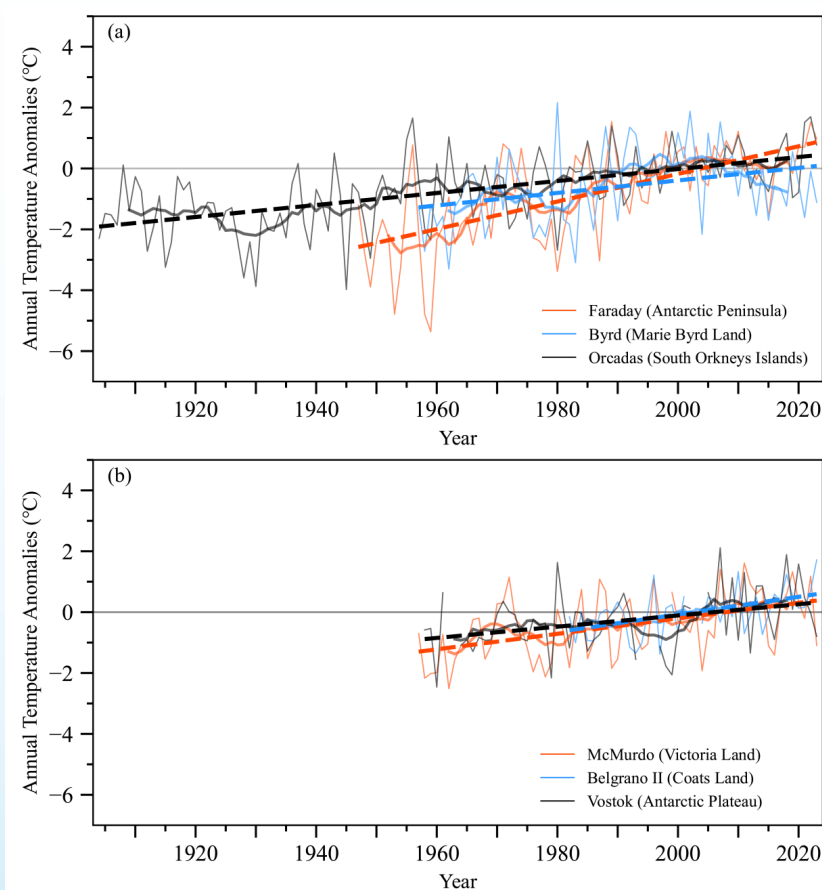 (a)
Annual Temperature Anomalies (°C)
4
2
0
−2
−4
−6
Faraday (Antarctic Peninsula)
Byrd (Marie Byrd Land)
Orcadas (South Orkneys Islands)
1920 1940 1960 1980 2000 2020
Year
(b)
Annual Temperature Anomalies (°C)
4
2
0
−2
−4
−6
McMurdo (Victoria Land)
Belgrano II (Coats Land)
Vostok (Antarctic Plateau)
1920 1940 1960 1980 2000 2020
Year